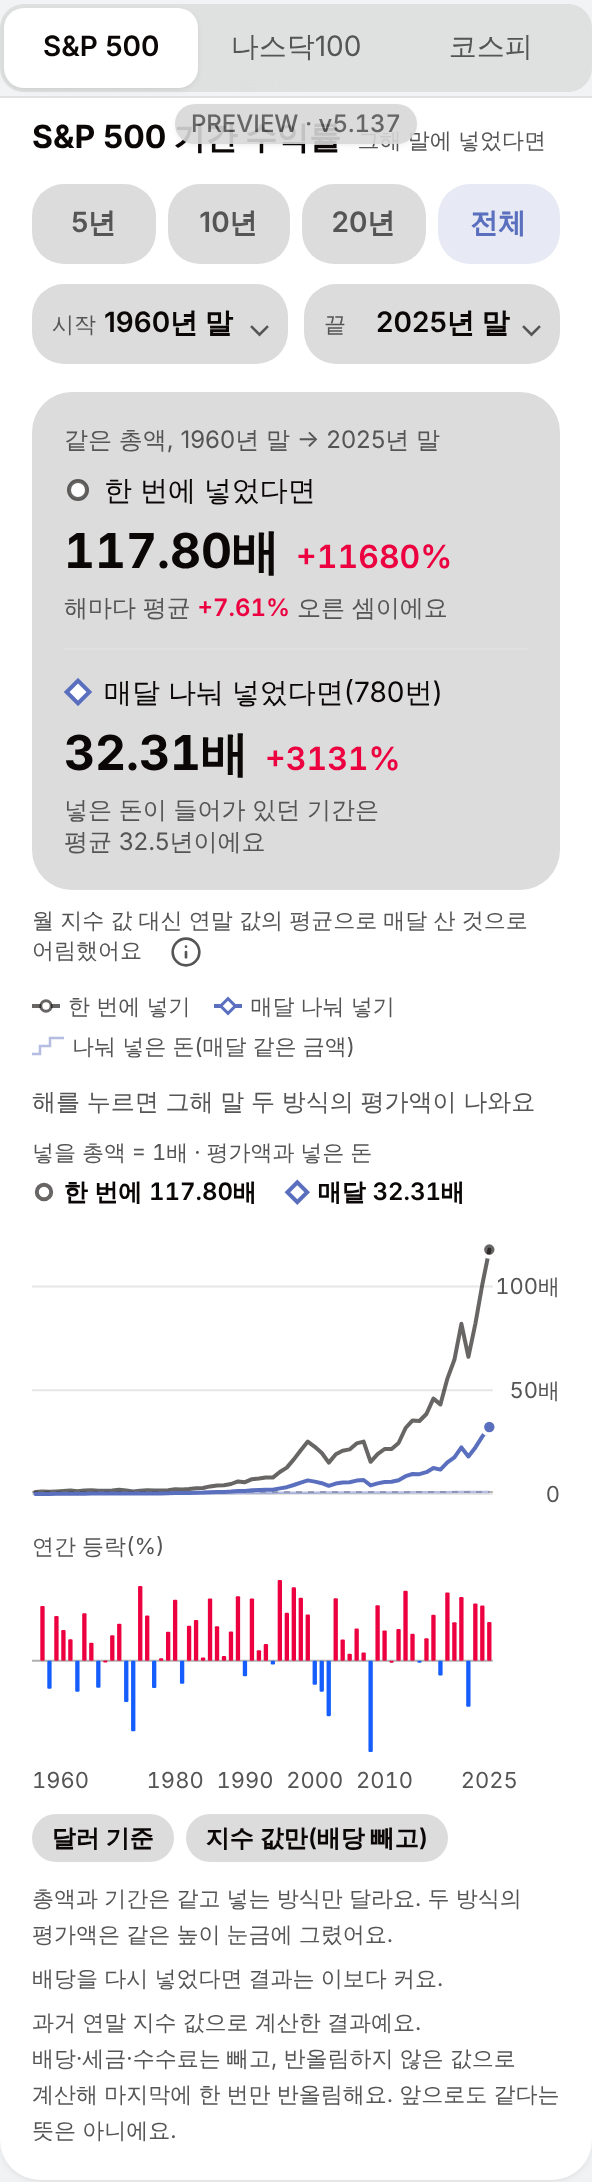 S&P 500
나스닥100
코스피
PREVIEW · v5.137
S&P 500 기간 수익률 그해 말에 넣었다면
5년
10년
20년
전체
시작 1960년 말
끝 2025년 말
같은 총액, 1960년 말 → 2025년 말
한 번에 넣었다면
117.80배 +11680%
해마다 평균 +7.61% 오른 셈이에요
매달 나눠 넣었다면(780번)
32.31배 +3131%
넣은 돈이 들어가 있던 기간은
평균 32.5년이에요
월 지수 값 대신 연말 값의 평균으로 매달 산 것으로
어림했어요
한 번에 넣기 매달 나눠 넣기
나눠 넣은 돈(매달 같은 금액)
해를 누르면 그해 말 두 방식의 평가액이 나와요
넣을 총액 = 1배 · 평가액과 넣은 돈
한 번에 117.80배 매달 32.31배
100배
50배
0
연간 등락(%)
1960 1980 1990 2000 2010 2025
달러 기준
지수 값만(배당 빼고)
총액과 기간은 같고 넣는 방식만 달라요. 두 방식의
평가액은 같은 높이 눈금에 그렸어요.
배당을 다시 넣었다면 결과는 이보다 커요.
과거 연말 지수 값으로 계산한 결과예요.
배당·세금·수수료는 빼고, 반올림하지 않은 값으로
계산해 마지막에 한 번만 반올림해요. 앞으로도 같다는
뜻은 아니에요.